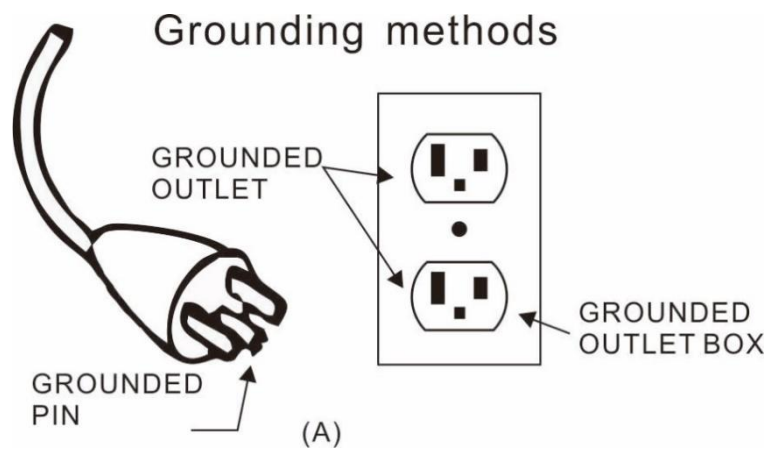 Grounding methods
GROUNDED
OUTLET
GROUNDED
OUTLET BOX
GROUNDED
PIN
(A)